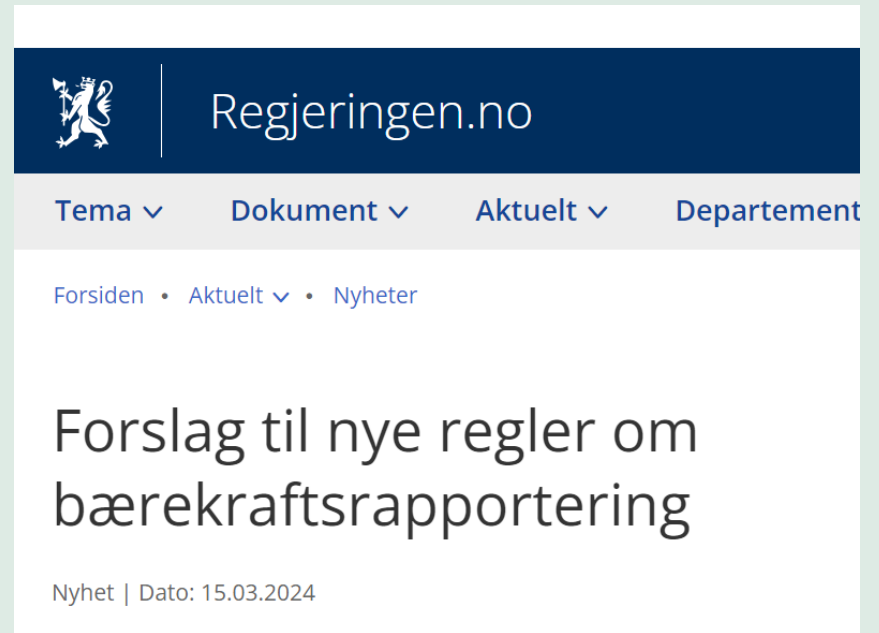 Regjeringen.no
Tema Dokument Aktuelt Departement
Forsiden • Aktuelt • Nyheter
Forslag til nye regler om
bærekraftsrapportering
Nyhet | Dato: 15.03.2024